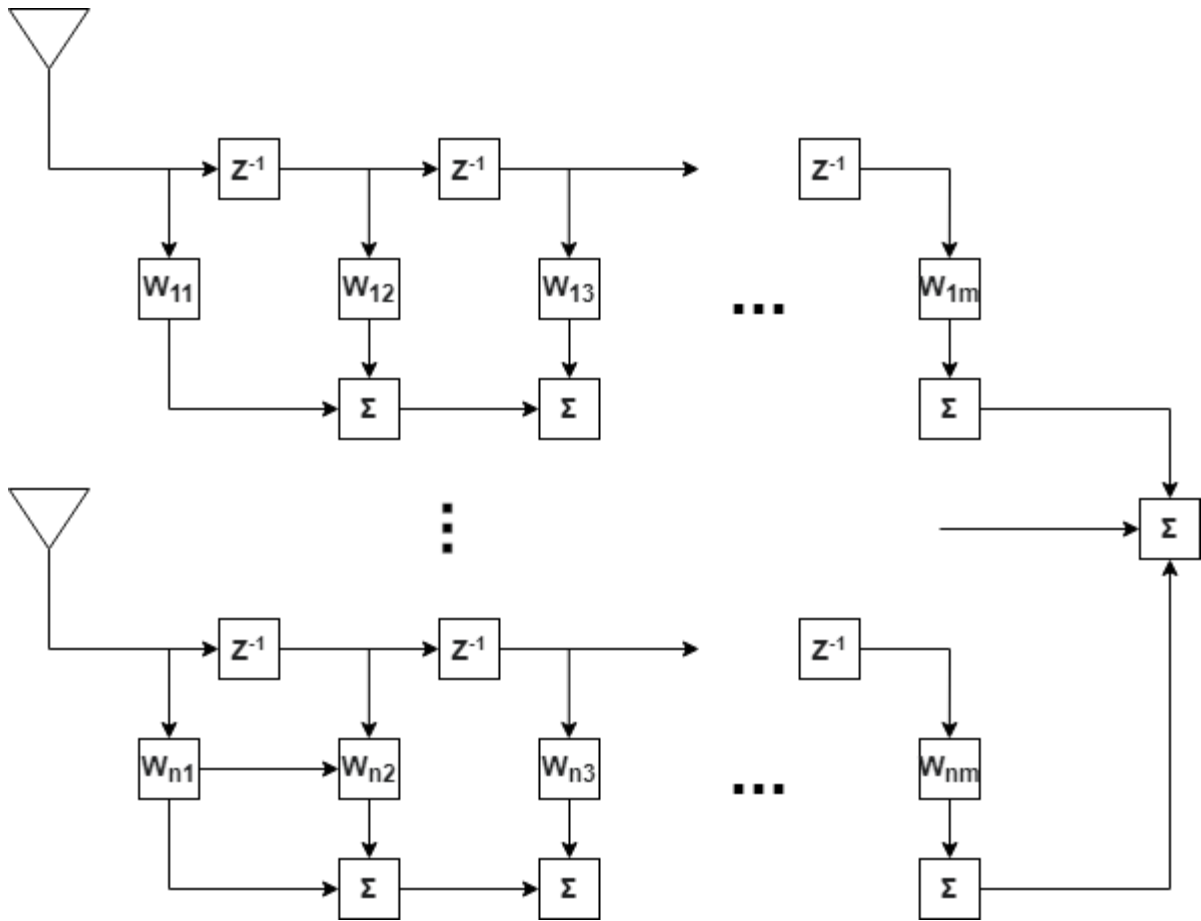 Z⁻¹ Z⁻¹ Z⁻¹
W₁₁ W₁₂ W₁₃ ... W₁ₘ
Σ Σ Σ
Σ
Z⁻¹ Z⁻¹ Z⁻¹
Wₙ₁ Wₙ₂ Wₙ₃ ... Wₙₘ
Σ Σ Σ